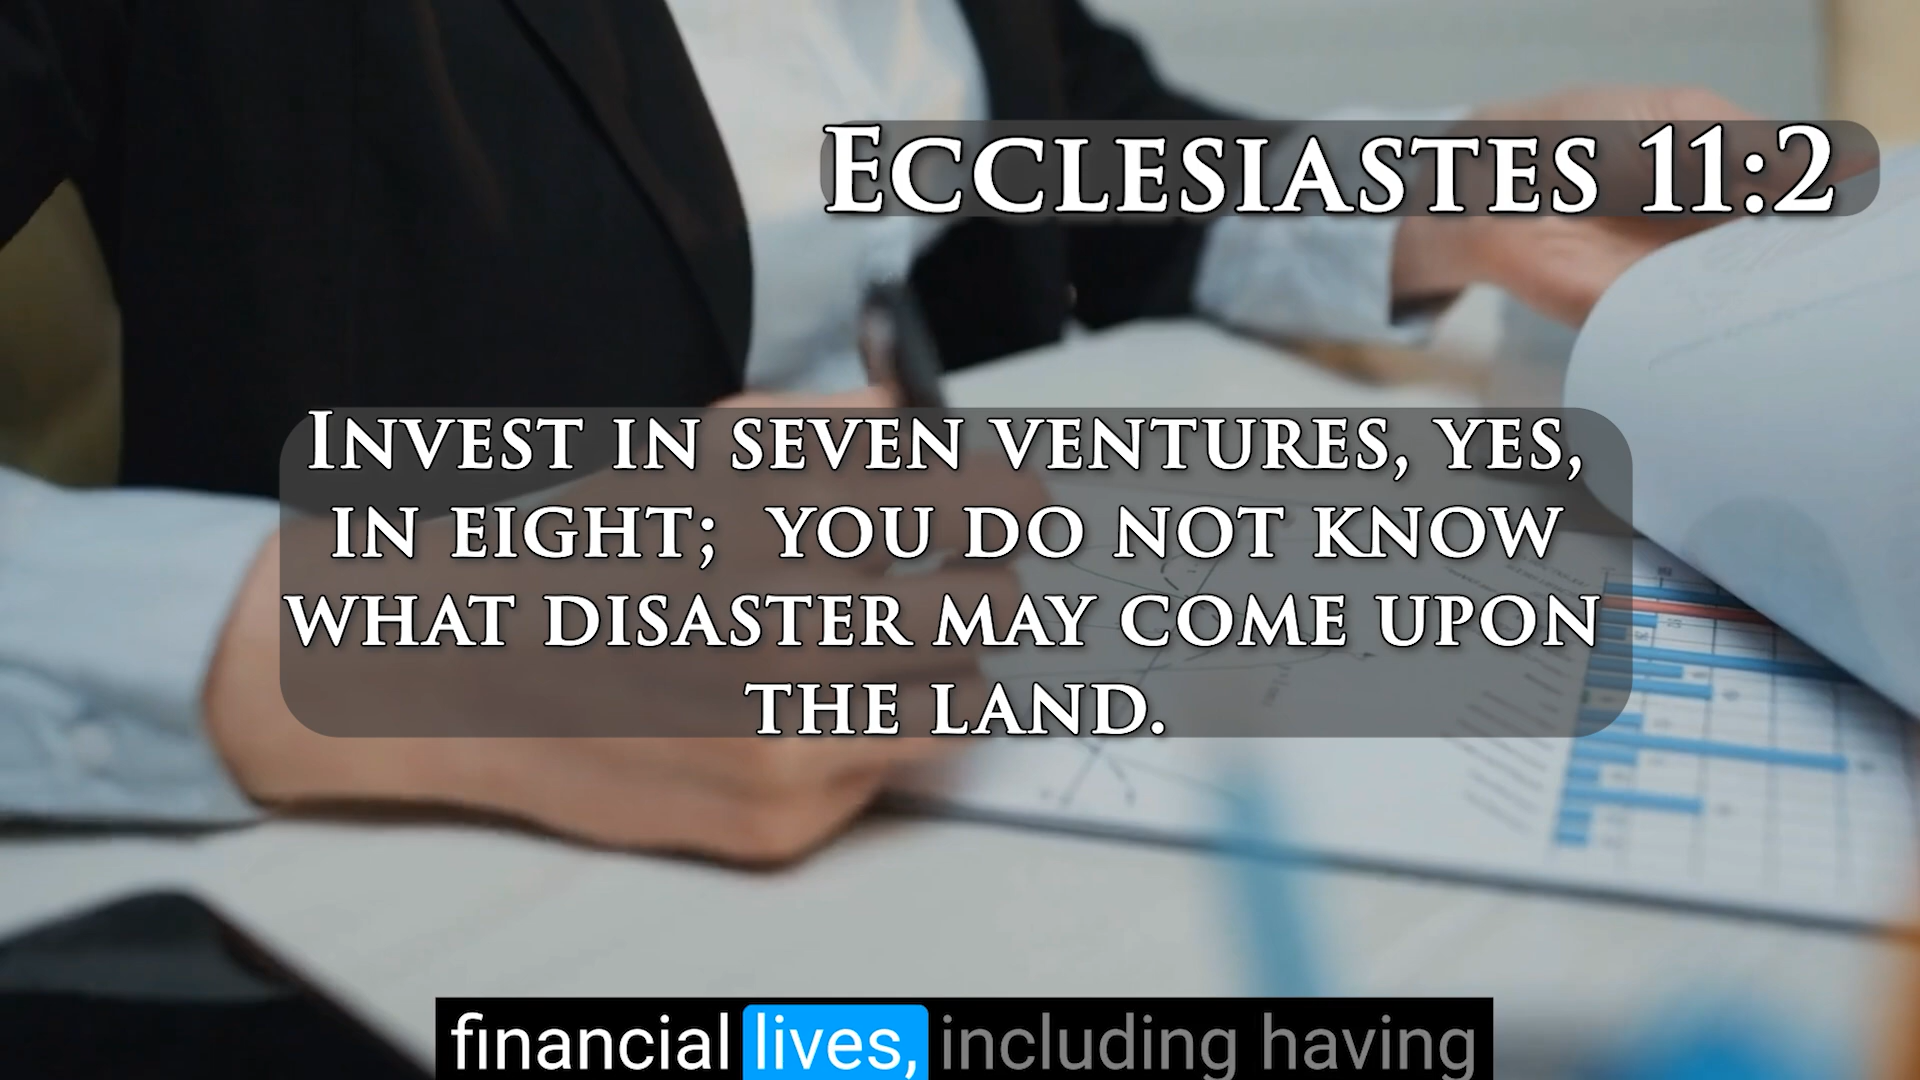 Ecclesiastes 11:2
Invest in seven ventures, yes,
in eight; you do not know
what disaster may come upon
the land.
financial lives, including having